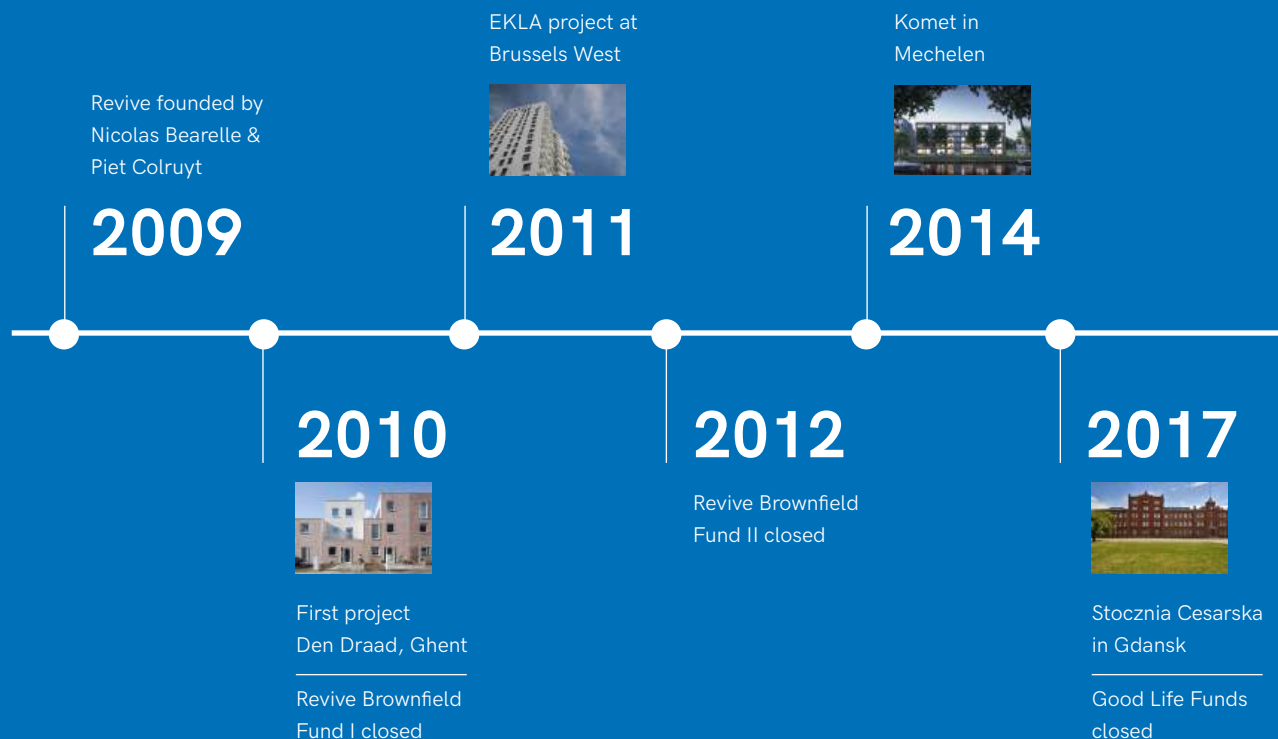 Revive founded by
Nicolas Bearelle &
Piet Colruyt
2009
2010
First project
Den Draad, Ghent
Revive Brownfield
Fund I closed
EKLA project at
Brussels West
2011
2012
Revive Brownfield
Fund II closed
Komet in
Mechelen
2014
2017
Stocznia Cesarska
in Gdansk
Good Life Funds
closed